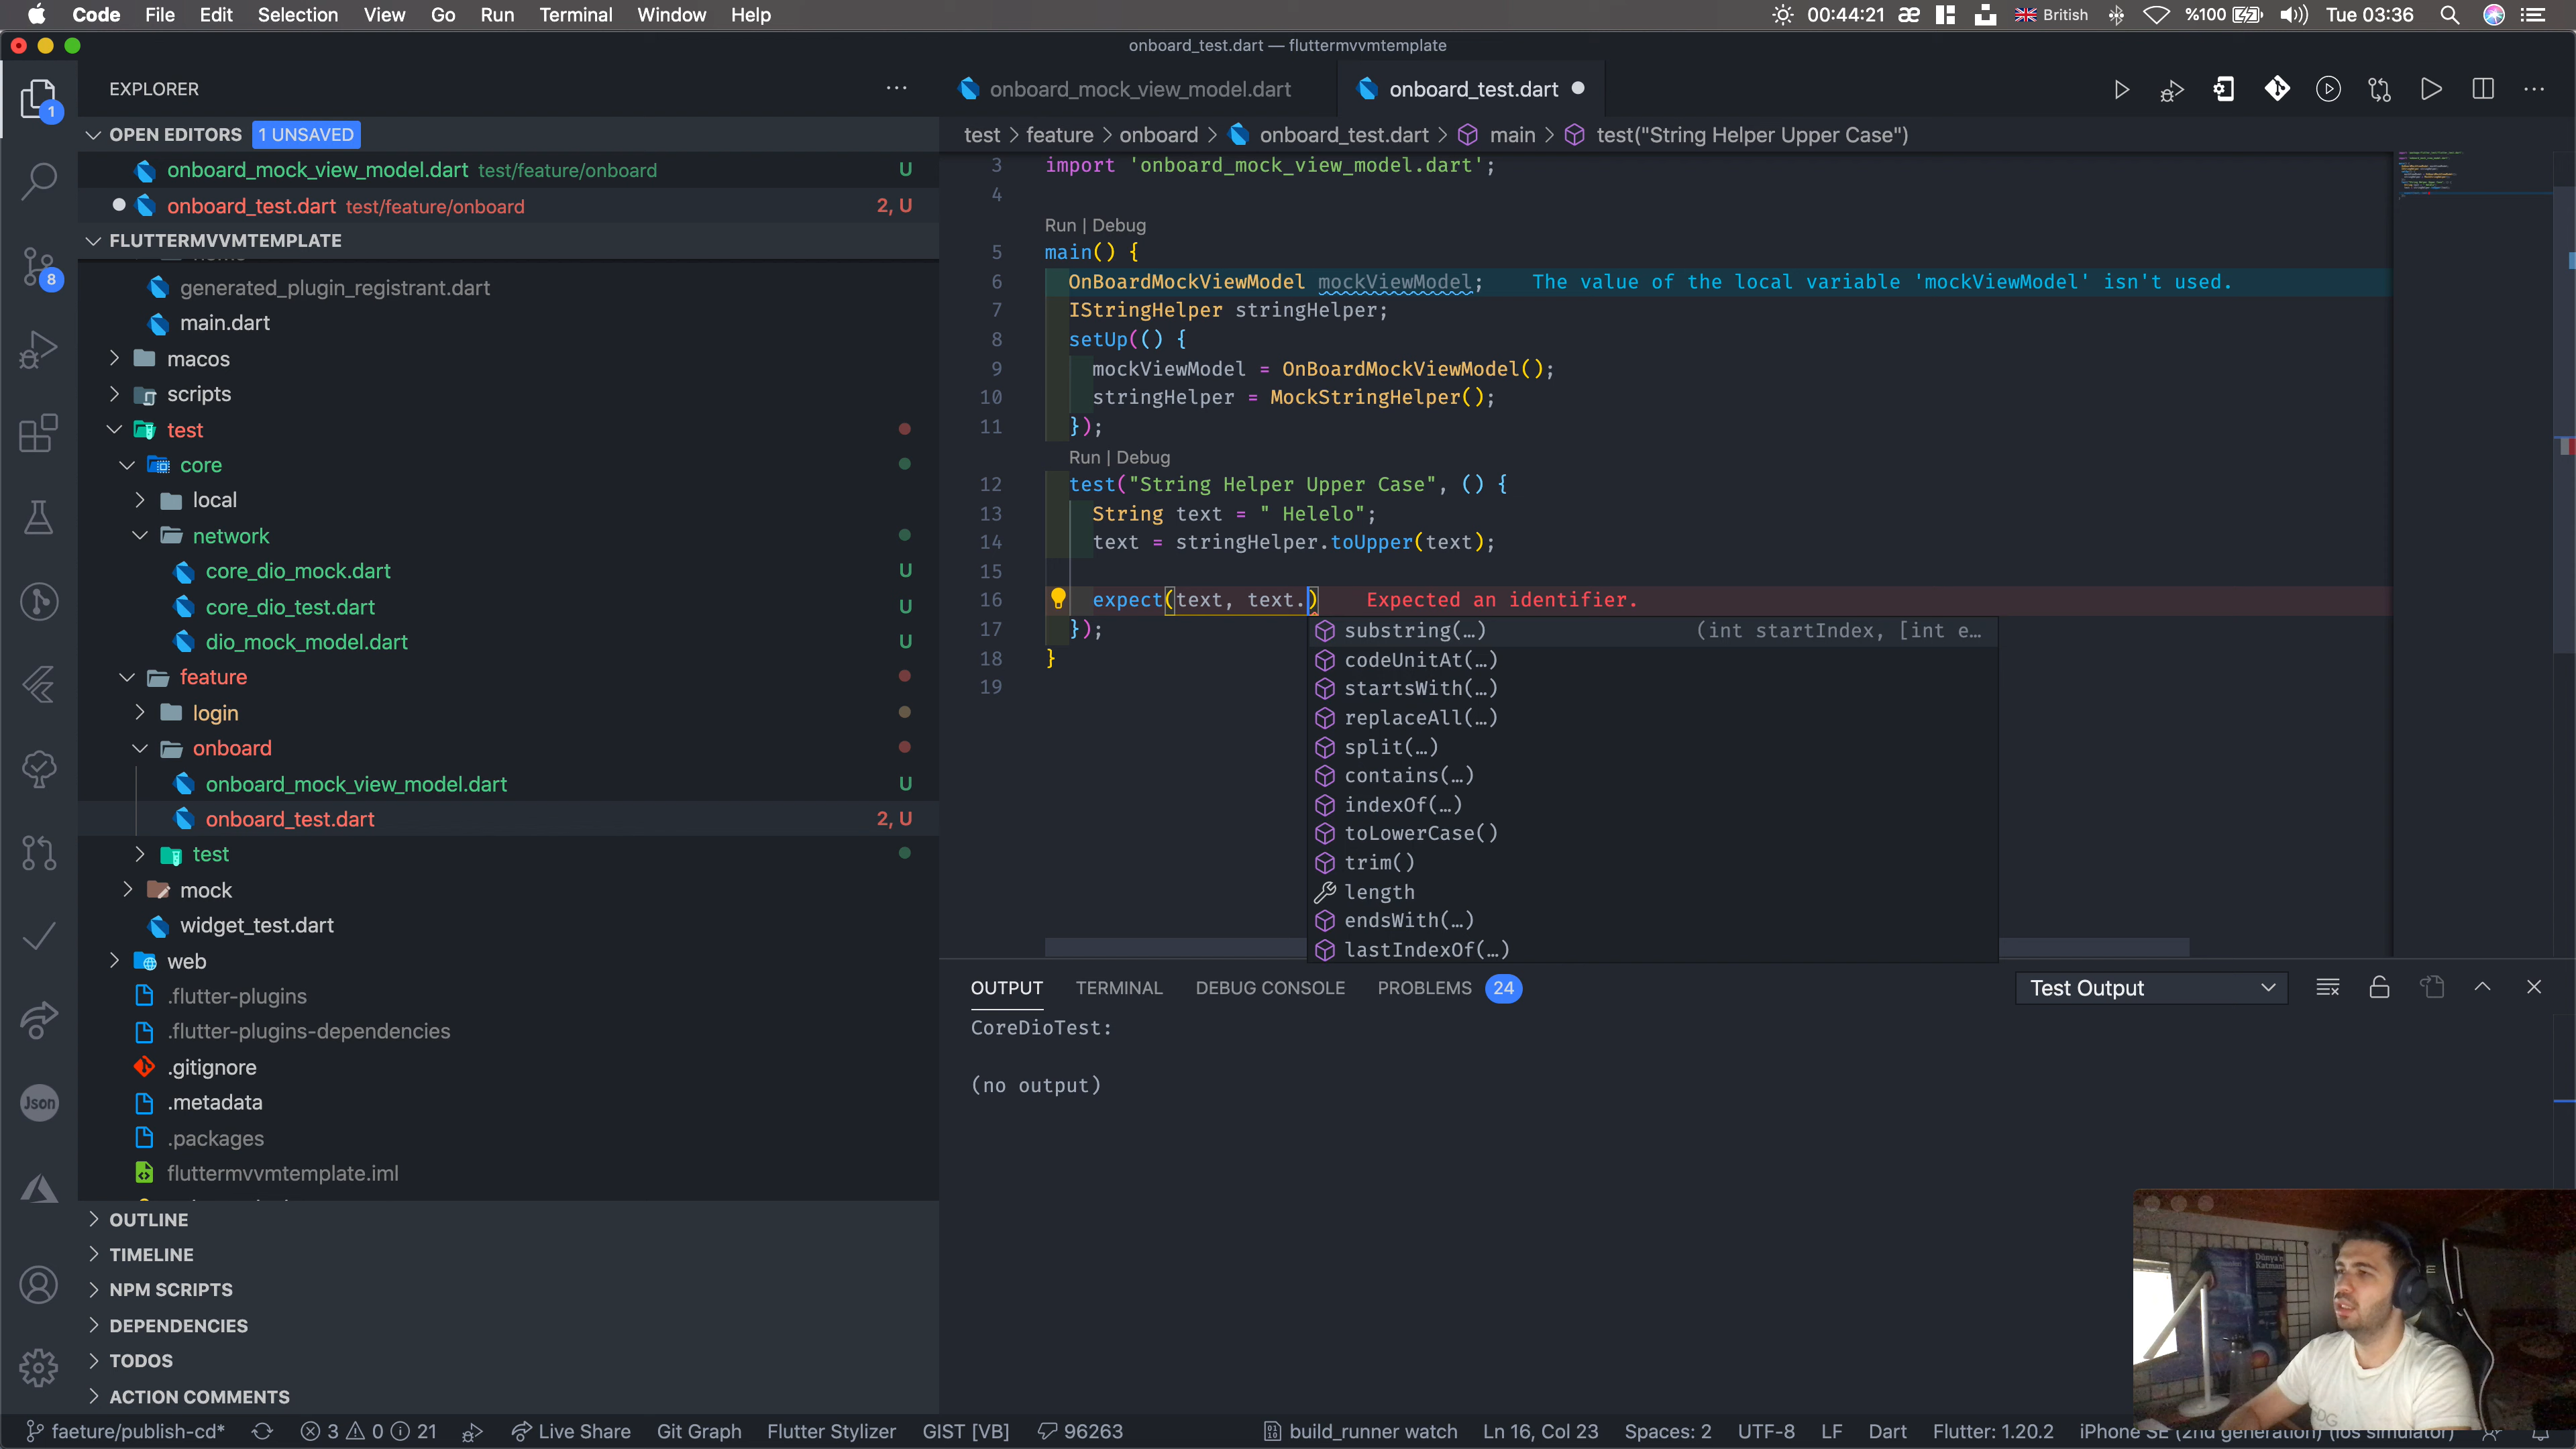 Code File Edit Selection View Go Run Terminal Window Help
00:44:21 æ British %100 Tue 03:36
onboard_test.dart — fluttermvvmtemplate
EXPLORER
OPEN EDITORS 1 UNSAVED
onboard_mock_view_model.dart test/feature/onboard U
onboard_test.dart test/feature/onboard 2, U
FLUTTERMVVMTEMPLATE
generated_plugin_registrant.dart
main.dart
macos
scripts
test
core
local
network
core_dio_mock.dart U
core_dio_test.dart U
dio_mock_model.dart U
feature
login
onboard
onboard_mock_view_model.dart U
onboard_test.dart 2, U
test
mock
widget_test.dart
web
.flutter-plugins
.flutter-plugins-dependencies
.gitignore
.metadata
.packages
fluttermvvmtemplate.iml
OUTLINE
TIMELINE
NPM SCRIPTS
DEPENDENCIES
TODOS
ACTION COMMENTS
1
8
Json
onboard_mock_view_model.dart onboard_test.dart
test > feature > onboard > onboard_test.dart > main > test("String Helper Upper Case")
3 import 'onboard_mock_view_model.dart';
4
Run | Debug
5 main() {
6 OnBoardMockViewModel mockViewModel; The value of the local variable 'mockViewModel' isn't used.
7 IStringHelper stringHelper;
8 setUp(() {
9 mockViewModel = OnBoardMockViewModel();
10 stringHelper = MockStringHelper();
11 });
Run | Debug
12 test("String Helper Upper Case", () {
13 String text = " Helelo";
14 text = stringHelper.toUpper(text);
15
16 expect(text, text.) Expected an identifier.
17 });
18 }
19
substring(…) (int startIndex, [int e…
codeUnitAt(…)
startsWith(…)
replaceAll(…)
split(…)
contains(…)
indexOf(…)
toLowerCase()
trim()
length
endsWith(…)
lastIndexOf(…)
OUTPUT TERMINAL DEBUG CONSOLE PROBLEMS 24 Test Output
CoreDioTest:
(no output)
Dünya'n
Katmanl
faeture/publish-cd* 3 0 21 Live Share Git Graph Flutter Stylizer GIST [VB] 96263 build_runner watch Ln 16, Col 23 Spaces: 2 UTF-8 LF Dart Flutter: 1.20.2 iPhone SE (2nd generation) (ios simulator)